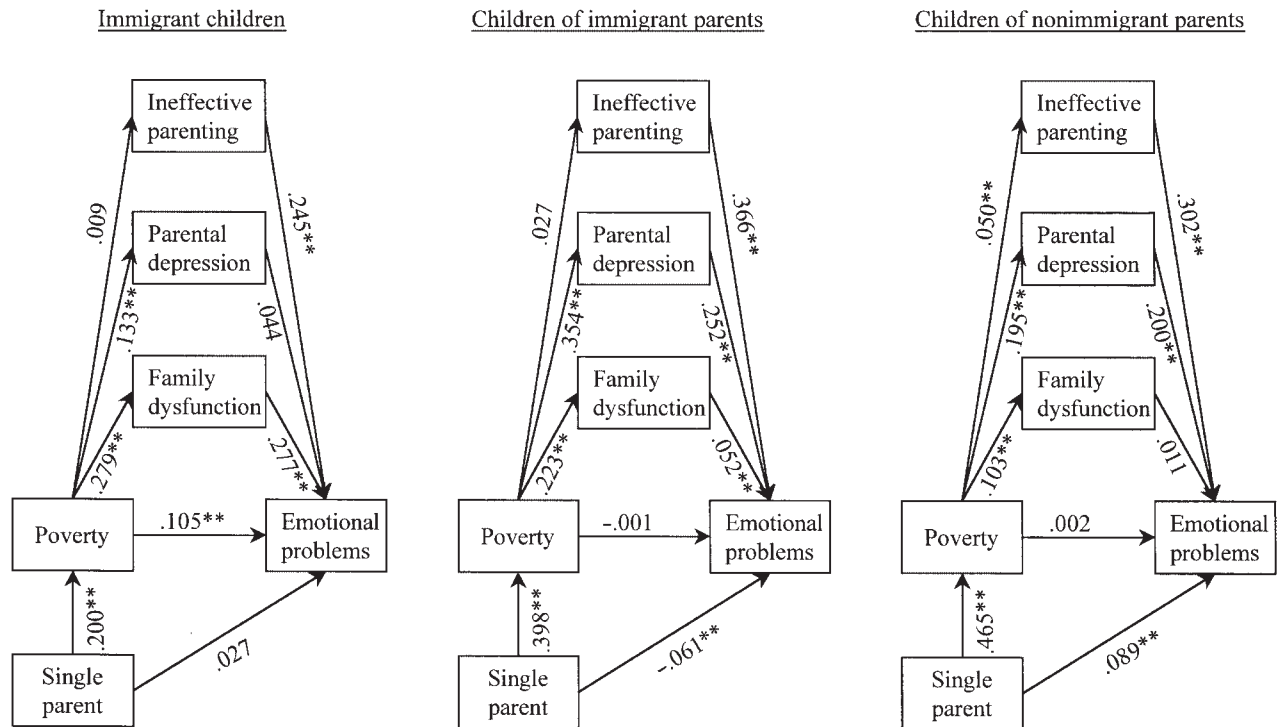 Immigrant children
Ineffective
parenting
.009
.245**
Parental
depression
.133**
.044
Family
dysfunction
.279**
.277**
Poverty
.105**
Emotional
problems
.200**
.027
Single
parent
Children of immigrant parents
Ineffective
parenting
.027
.366**
Parental
depression
.354**
.252**
Family
dysfunction
.223**
.052**
Poverty
-.001
Emotional
problems
.398**
-.061**
Single
parent
Children of nonimmigrant parents
Ineffective
parenting
.050**
.302**
Parental
depression
.195**
.200**
Family
dysfunction
.103**
.011
Poverty
.002
Emotional
problems
.465**
.089**
Single
parent